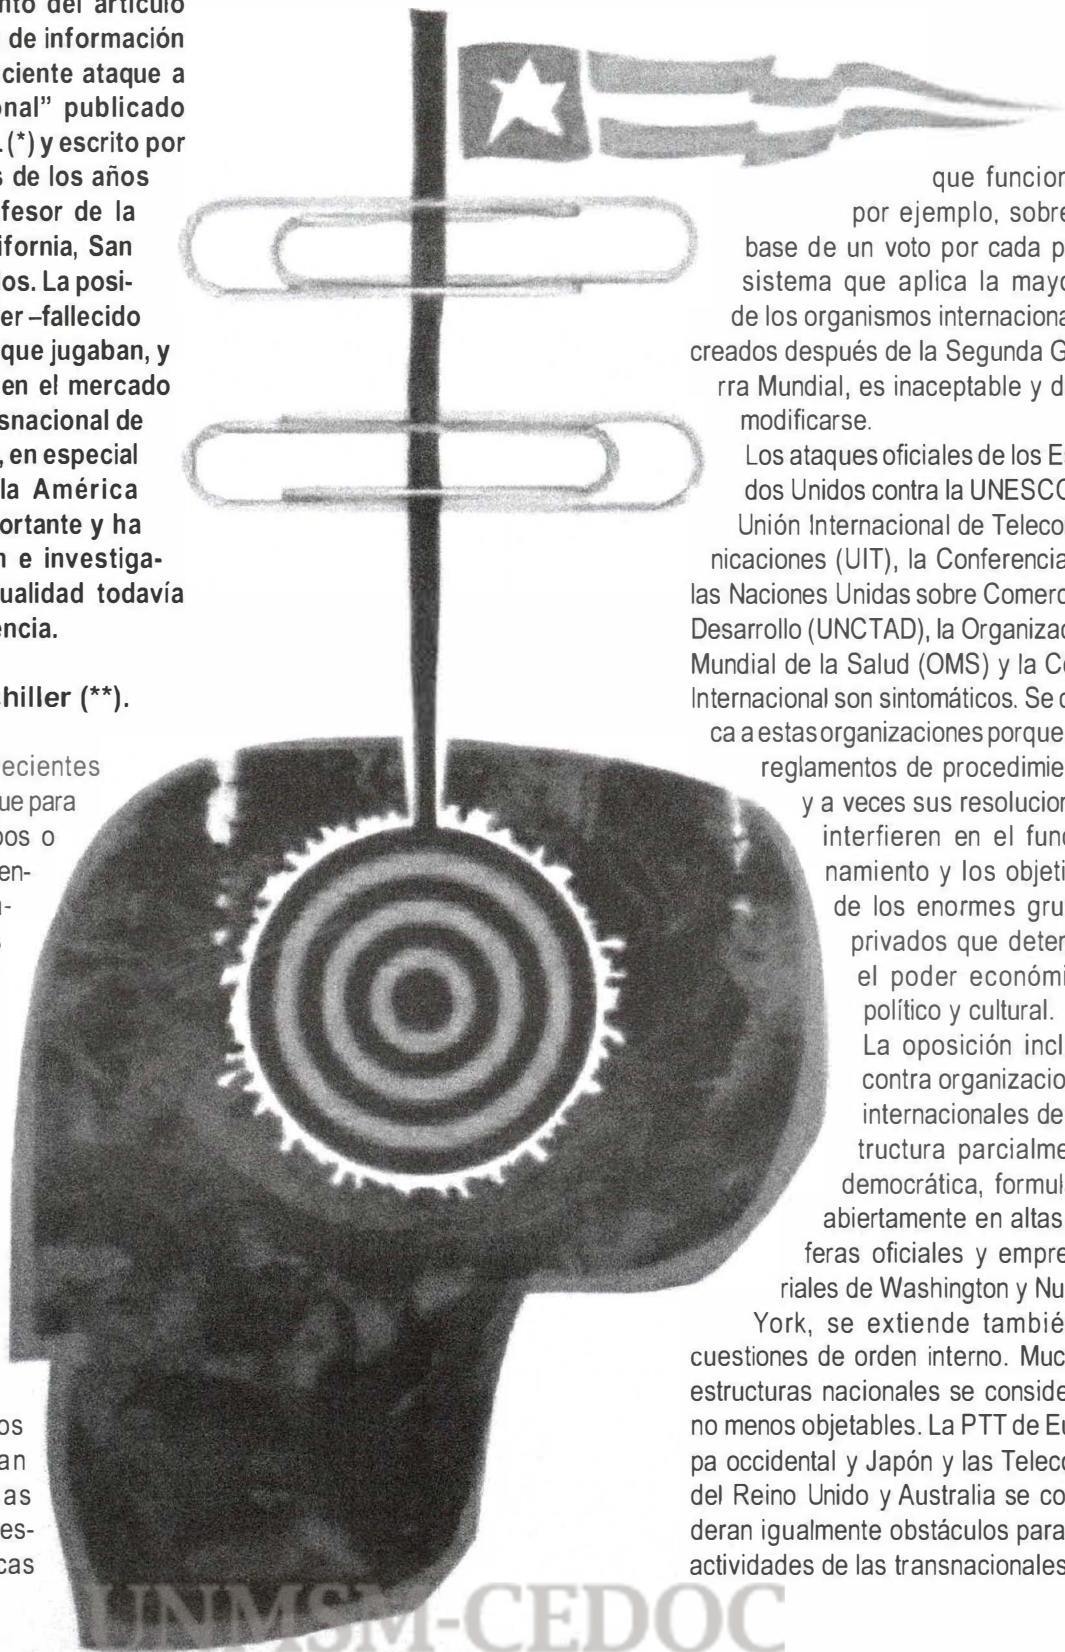 nto del artículo
de información
ciente ataque a
onal” publicado
. (*) y escrito por
s de los años
fesor de la
ifornia, San
dos. La posi-
er –fallecido
que jugaban, y
en el mercado
snacional de
, en especial
la América
ortante y ha
n e investiga-
ualidad todavía
encia.
chiller (**).
ecientes
ue para
pos o
en-
os
an
as
es-
cas
que funcion
por ejemplo, sobre
base de un voto por cada p
sistema que aplica la mayo
de los organismos internaciona
creados después de la Segunda G
rra Mundial, es inaceptable y d
modificarse.
Los ataques oficiales de los E
dos Unidos contra la UNESCO
Unión Internacional de Teleco
nicaciones (UIT), la Conferencia
las Naciones Unidas sobre Comerc
Desarrollo (UNCTAD), la Organizac
Mundial de la Salud (OMS) y la Co
Internacional son sintomáticos. Se c
ca a estas organizaciones porque
reglamentos de procedimie
y a veces sus resolucion
interfieren en el func
namiento y los objeti
de los enormes gru
privados que deten
el poder económi
político y cultural.
La oposición incl
contra organizacio
internacionales de
tructura parcialme
democrática, formul
abiertamente en altas
feras oficiales y empre
riales de Washington y Nu
York, se extiende tambié
cuestiones de orden interno. Muc
estructuras nacionales se conside
no menos objetables. La PTT de Eu
pa occidental y Japón y las Teleco
del Reino Unido y Australia se co
deran igualmente obstáculos para
actividades de las transnacionales
UNMSM-CEDOC